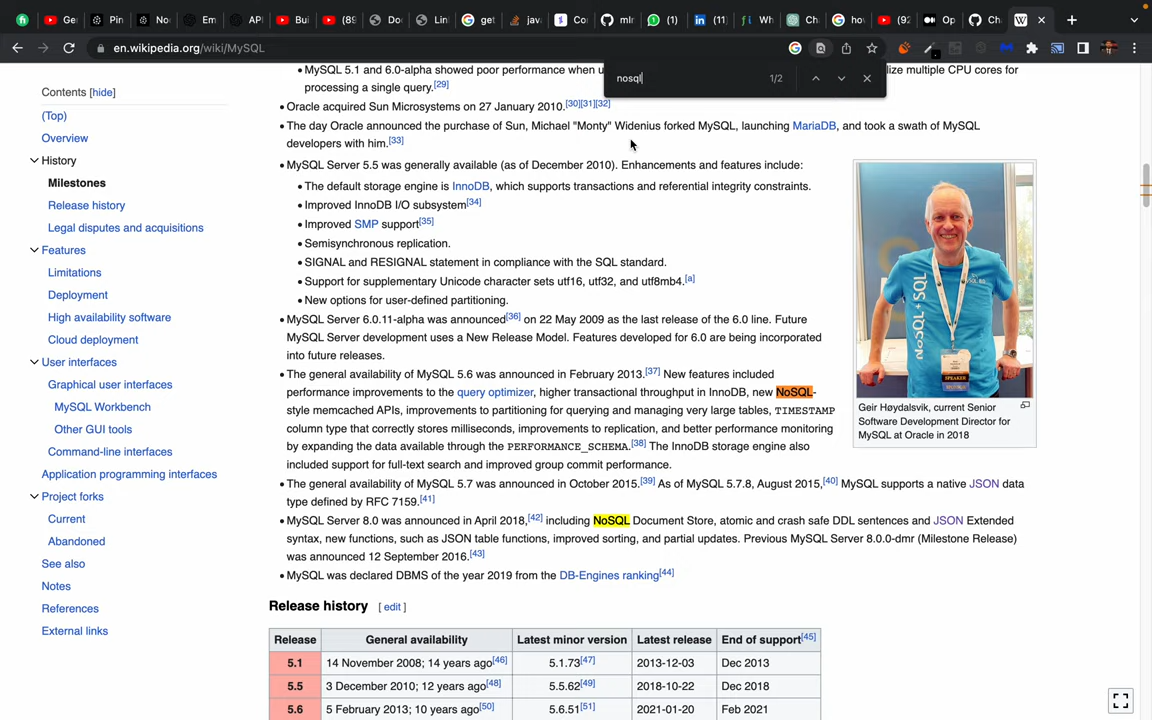 Ger
Pin
Noc
Em
API
Bui
(89
Do
Lin
get
java
Co
mlr
(1)
(11)
Wh
Cha
how
(92
Op
Ch
en.wikipedia.org/wiki/MySQL
nosql
1/2
Contents [hide]
(Top)
Overview
History
Milestones
Release history
Legal disputes and acquisitions
Features
Limitations
Deployment
High availability software
Cloud deployment
User interfaces
Graphical user interfaces
MySQL Workbench
Other GUI tools
Command-line interfaces
Application programming interfaces
Project forks
Current
Abandoned
See also
Notes
References
External links
• MySQL 5.1 and 6.0-alpha showed poor performance when u lize multiple CPU cores for
processing a single query.[29]
• Oracle acquired Sun Microsystems on 27 January 2010.[30][31][32]
• The day Oracle announced the purchase of Sun, Michael "Monty" Widenius forked MySQL, launching MariaDB, and took a swath of MySQL
developers with him.[33]
• MySQL Server 5.5 was generally available (as of December 2010). Enhancements and features include:
• The default storage engine is InnoDB, which supports transactions and referential integrity constraints.
• Improved InnoDB I/O subsystem[34]
• Improved SMP support[35]
• Semisynchronous replication.
• SIGNAL and RESIGNAL statement in compliance with the SQL standard.
• Support for supplementary Unicode character sets utf16, utf32, and utf8mb4.[a]
• New options for user-defined partitioning.
• MySQL Server 6.0.11-alpha was announced[36] on 22 May 2009 as the last release of the 6.0 line. Future
MySQL Server development uses a New Release Model. Features developed for 6.0 are being incorporated
into future releases.
• The general availability of MySQL 5.6 was announced in February 2013.[37] New features included
performance improvements to the query optimizer, higher transactional throughput in InnoDB, new NoSQL-
style memcached APIs, improvements to partitioning for querying and managing very large tables, TIMESTAMP
column type that correctly stores milliseconds, improvements to replication, and better performance monitoring
by expanding the data available through the PERFORMANCE_SCHEMA.[38] The InnoDB storage engine also
included support for full-text search and improved group commit performance.
• The general availability of MySQL 5.7 was announced in October 2015.[39] As of MySQL 5.7.8, August 2015,[40] MySQL supports a native JSON data
type defined by RFC 7159.[41]
• MySQL Server 8.0 was announced in April 2018,[42] including NoSQL Document Store, atomic and crash safe DDL sentences and JSON Extended
syntax, new functions, such as JSON table functions, improved sorting, and partial updates. Previous MySQL Server 8.0.0-dmr (Milestone Release)
was announced 12 September 2016.[43]
• MySQL was declared DBMS of the year 2019 from the DB-Engines ranking[44]
NoSQL + SQL
SPEAKER
Geir Høydalsvik, current Senior
Software Development Director for
MySQL at Oracle in 2018
Release history [ edit ]
Release General availability Latest minor version Latest release End of support[45]
5.1 14 November 2008; 14 years ago[46] 5.1.73[47] 2013-12-03 Dec 2013
5.5 3 December 2010; 12 years ago[48] 5.5.62[49] 2018-10-22 Dec 2018
5.6 5 February 2013; 10 years ago[50] 5.6.51[51] 2021-01-20 Feb 2021